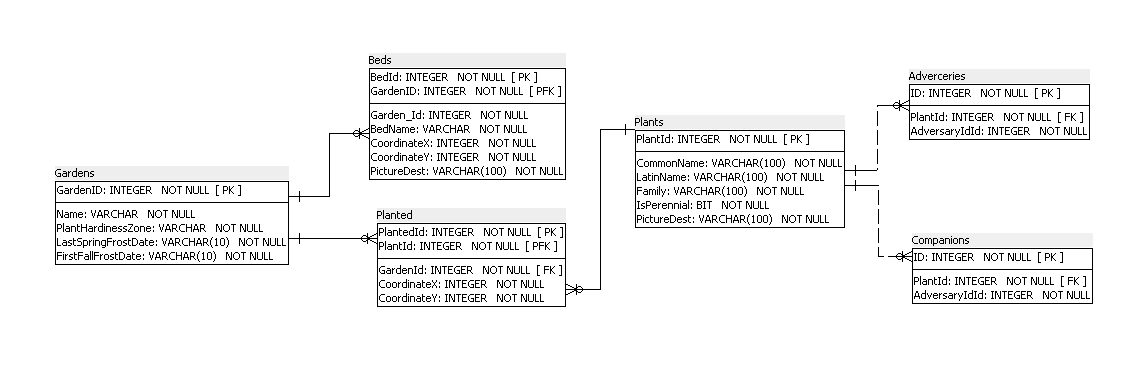 Gardens
GardenID: INTEGER NOT NULL [ PK ]
Name: VARCHAR NOT NULL
PlantHardinessZone: VARCHAR NOT NULL
LastSpringFrostDate: VARCHAR(10) NOT NULL
FirstFallFrostDate: VARCHAR(10) NOT NULL
Beds
BedId: INTEGER NOT NULL [ PK ]
GardenID: INTEGER NOT NULL [ PFK ]
Garden_Id: INTEGER NOT NULL
BedName: VARCHAR NOT NULL
CoordinateX: INTEGER NOT NULL
CoordinateY: INTEGER NOT NULL
PictureDest: VARCHAR(100) NOT NULL
Planted
PlantedId: INTEGER NOT NULL [ PK ]
PlantId: INTEGER NOT NULL [ PFK ]
GardenId: INTEGER NOT NULL [ FK ]
CoordinateX: INTEGER NOT NULL
CoordinateY: INTEGER NOT NULL
Plants
PlantId: INTEGER NOT NULL [ PK ]
CommonName: VARCHAR(100) NOT NULL
LatinName: VARCHAR(100) NOT NULL
Family: VARCHAR(100) NOT NULL
IsPerennial: BIT NOT NULL
PictureDest: VARCHAR(100) NOT NULL
Adverceries
ID: INTEGER NOT NULL [ PK ]
PlantId: INTEGER NOT NULL [ FK ]
AdversaryIdId: INTEGER NOT NULL
Companions
ID: INTEGER NOT NULL [ PK ]
PlantId: INTEGER NOT NULL [ FK ]
AdversaryIdId: INTEGER NOT NULL